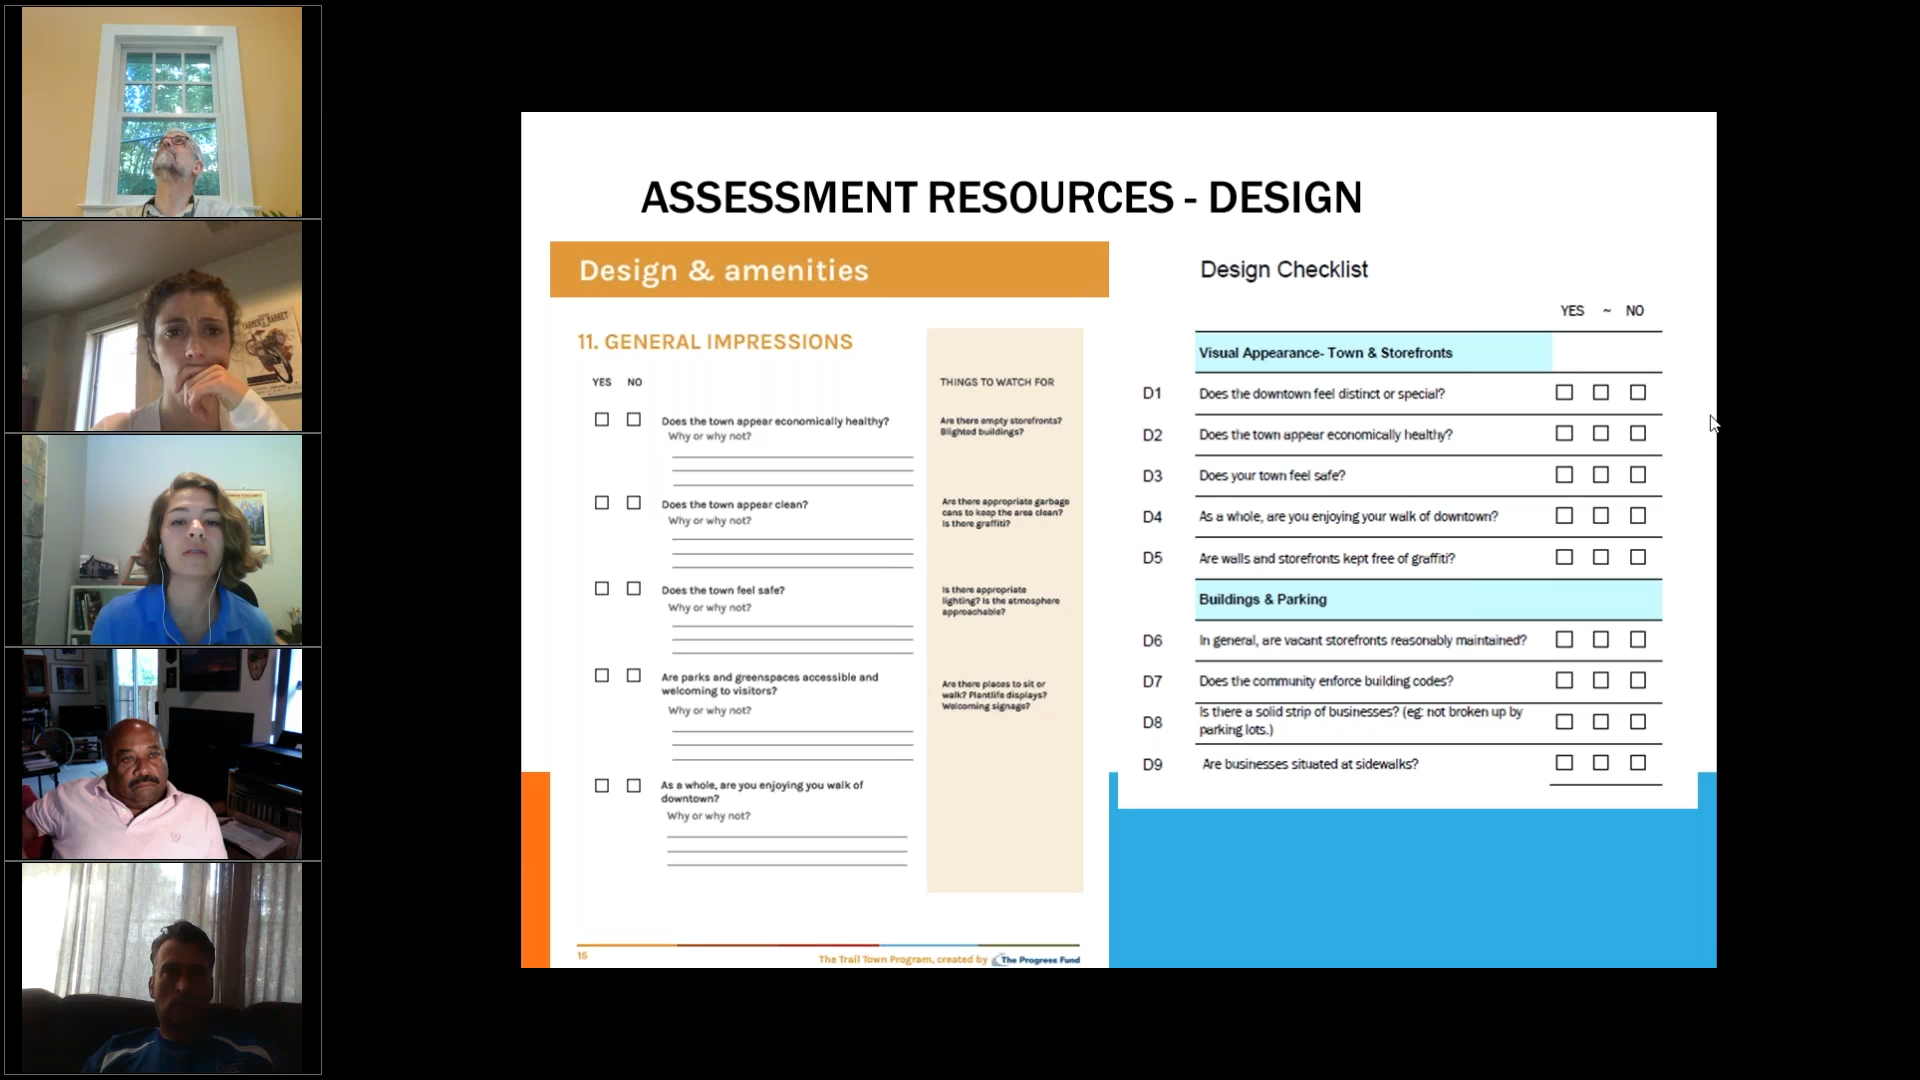 ASSESSMENT RESOURCES - DESIGN
Design & amenities
11. GENERAL IMPRESSIONS
YES NO
THINGS TO WATCH FOR
Does the town appear economically healthy?
Why or why not?
Are there empty storefronts?
Blighted buildings?
Does the town appear clean?
Why or why not?
Are there appropriate garbage
cans to keep the area clean?
Is there graffiti?
Does the town feel safe?
Why or why not?
Is there appropriate
lighting? Is the atmosphere
approachable?
Are parks and greenspaces accessible and
welcoming to visitors?
Why or why not?
Are there places to sit or
walk? Plantlife displays?
Welcoming signage?
As a whole, are you enjoying you walk of
downtown?
Why or why not?
15
The Trail Town Program, created by The Progress Fund
Design Checklist
YES ~ NO
Visual Appearance- Town & Storefronts
D1 Does the downtown feel distinct or special?
D2 Does the town appear economically healthy?
D3 Does your town feel safe?
D4 As a whole, are you enjoying your walk of downtown?
D5 Are walls and storefronts kept free of graffiti?
Buildings & Parking
D6 In general, are vacant storefronts reasonably maintained?
D7 Does the community enforce building codes?
D8 Is there a solid strip of businesses? (eg: not broken up by
parking lots.)
D9 Are businesses situated at sidewalks?
FARMER'S MARKET